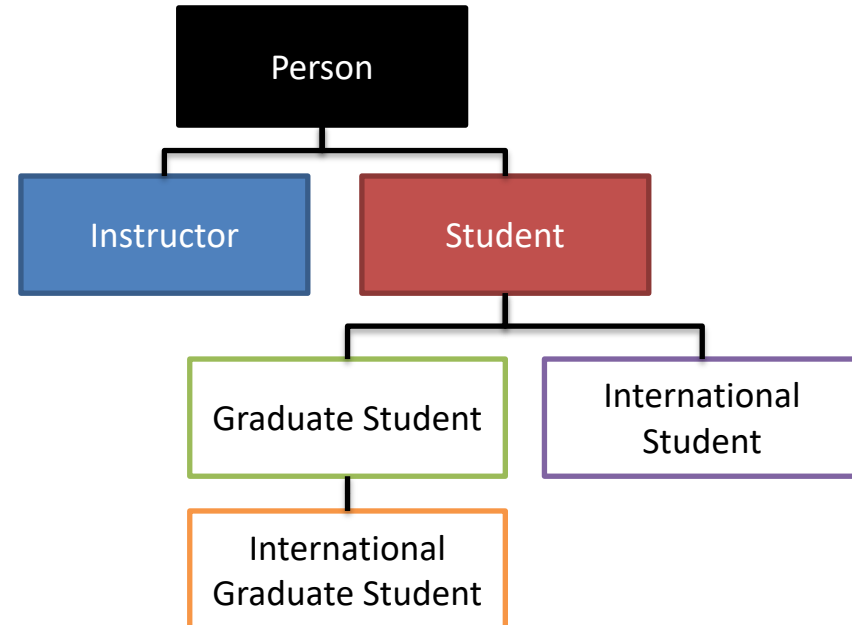 Person
Instructor
Student
Graduate Student
International
Student
International
Graduate Student